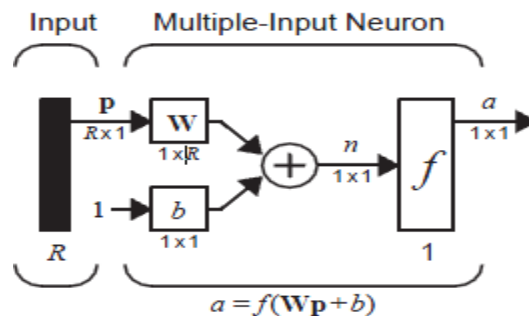 Input Multiple-Input Neuron
p W n f a
R x 1 1 x R 1 x 1 1 x 1
1 b
1 x 1
R 1
a = f(Wp + b)